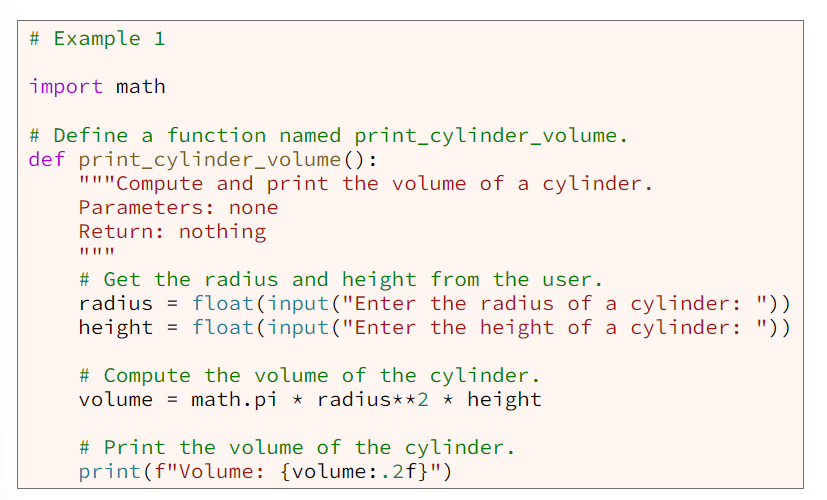 # Example 1
import math
# Define a function named print_cylinder_volume.
def print_cylinder_volume():
    """Compute and print the volume of a cylinder.
    Parameters: none
    Return: nothing
    """
    # Get the radius and height from the user.
    radius = float(input("Enter the radius of a cylinder: "))
    height = float(input("Enter the height of a cylinder: "))
    # Compute the volume of the cylinder.
    volume = math.pi * radius**2 * height
    # Print the volume of the cylinder.
    print(f"Volume: {volume:.2f}")